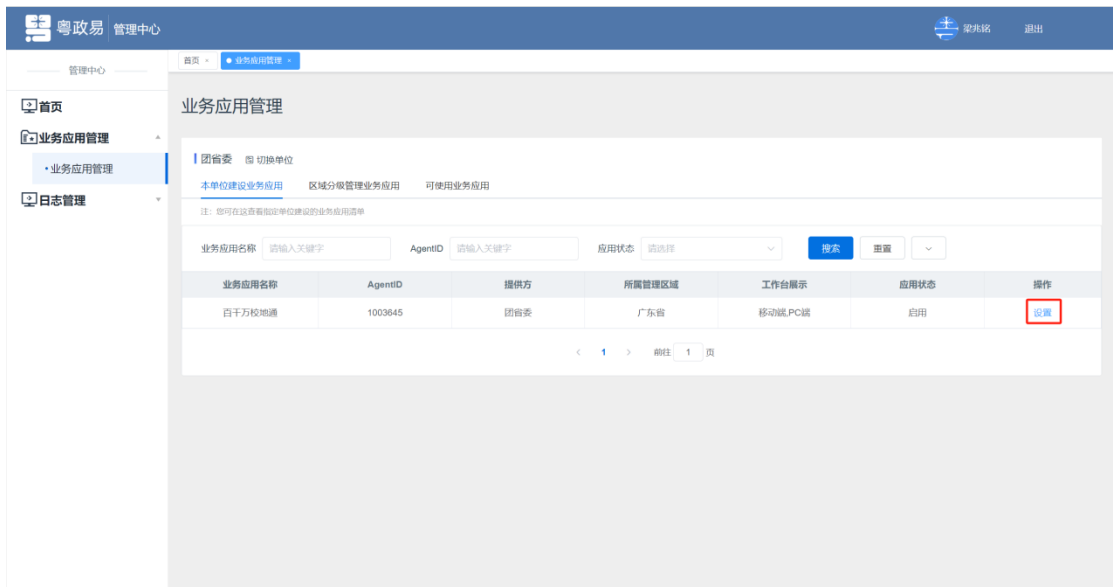 粤政易 管理中心 梁兆铭 退出
管理中心
首页
业务应用管理
业务应用管理
日志管理
首页 × 业务应用管理 ×
业务应用管理
团省委 切换单位
本单位建设业务应用 区域分级管理业务应用 可使用业务应用
注：您可在这查看指定单位建设的业务应用清单
业务应用名称 请输入关键字 AgentID 请输入关键字 应用状态 请选择 搜索 重置
业务应用名称 AgentID 提供方 所属管理区域 工作台展示 应用状态 操作
百千万校地通 1003645 团省委 广东省 移动端,PC端 启用 设置
< 1 > 前往 1 页